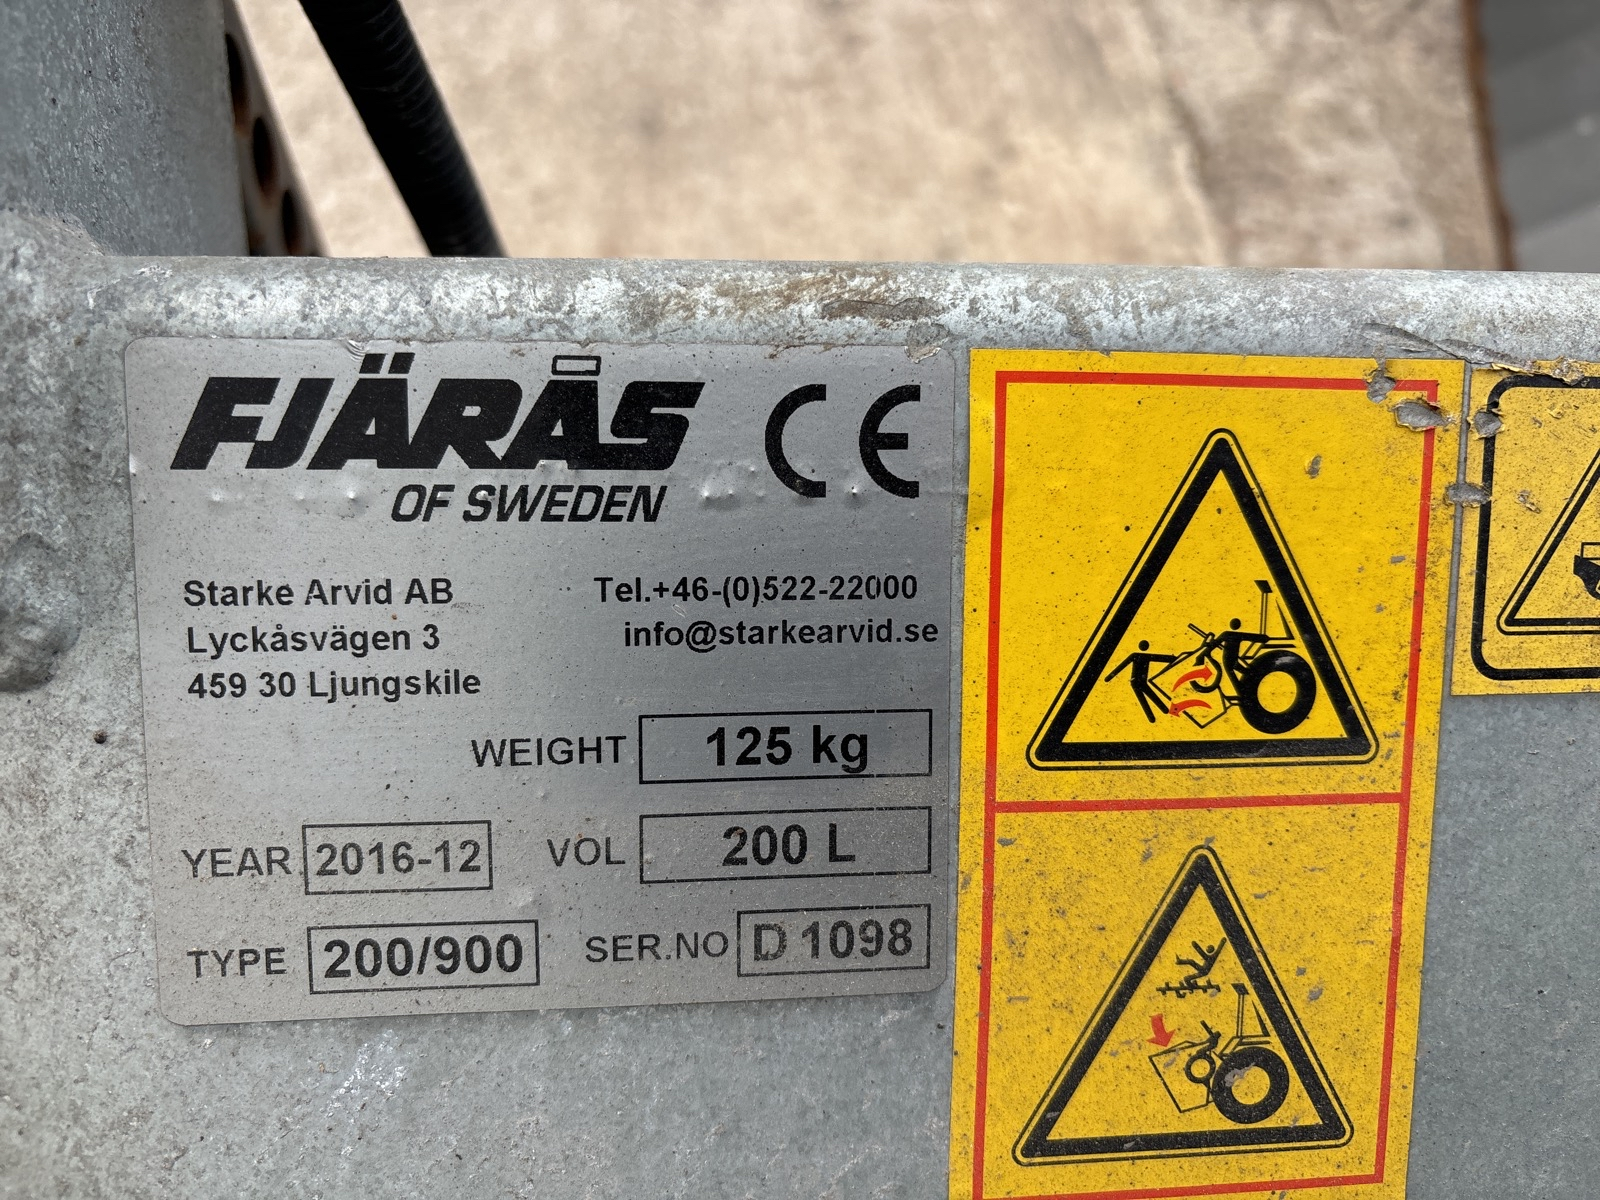 FJÄRÅS
OF SWEDEN
CE
Starke Arvid AB
Lyckåsvägen 3
459 30 Ljungskile
Tel.+46-(0)522-22000
info@starkearvid.se
WEIGHT 125 kg
YEAR 2016-12 VOL 200 L
TYPE 200/900 SER.NO D 1098